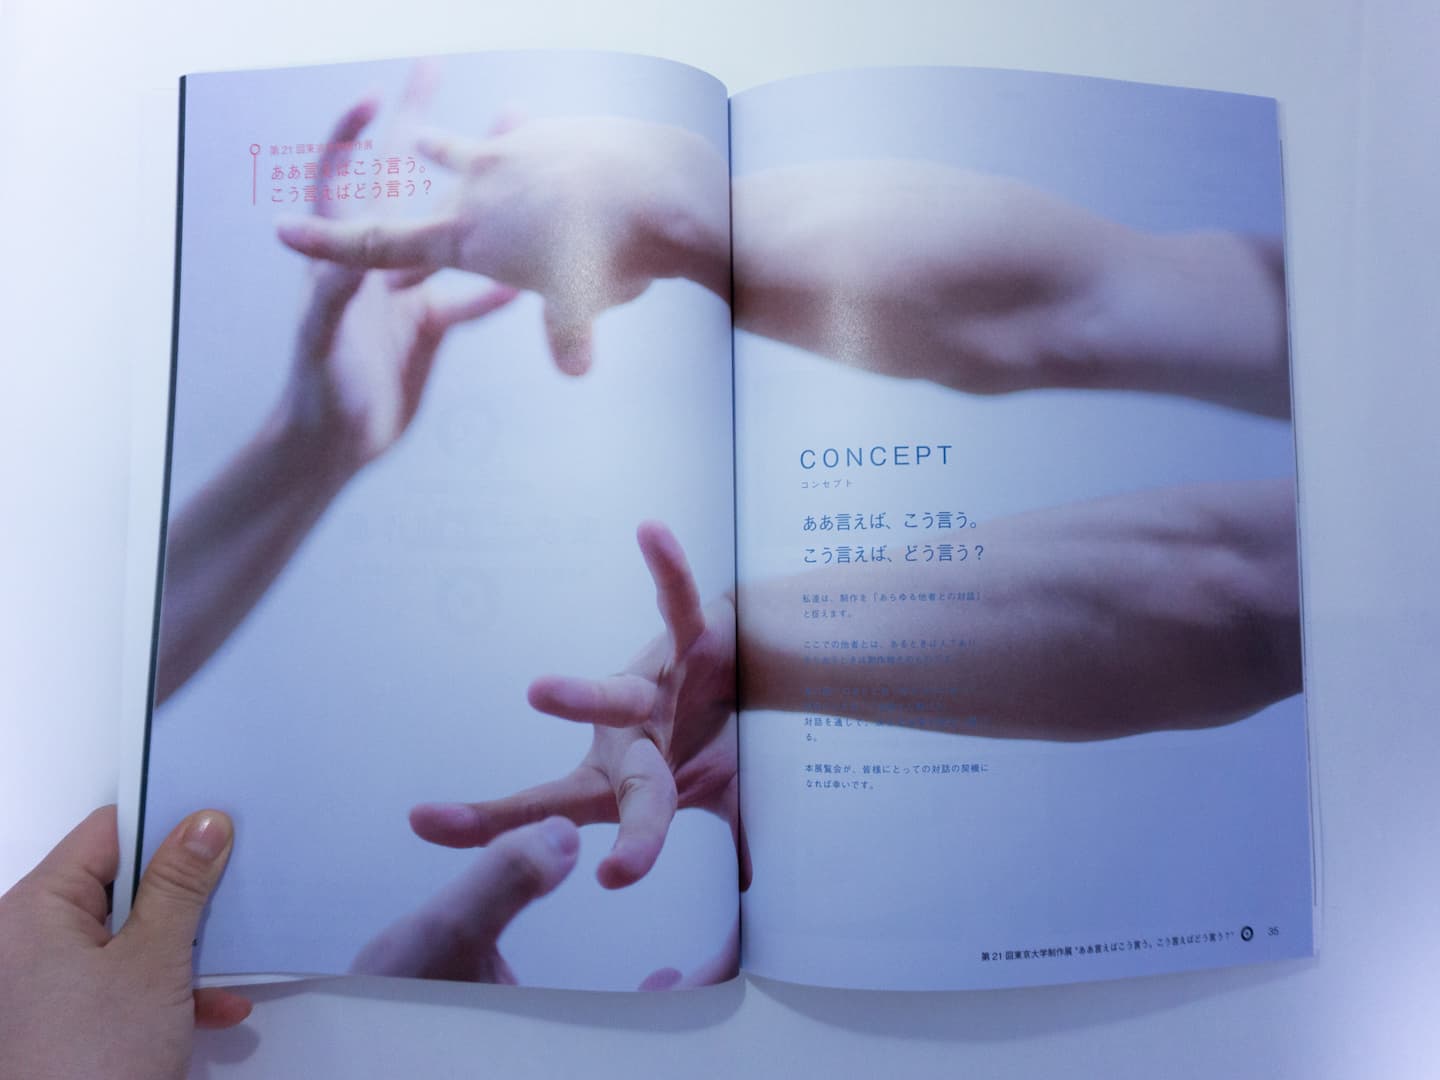 第21回東京大学制作展
ああ言えばこう言う。
こう言えばどう言う？
CONCEPT
コンセプト
ああ言えば、こう言う。
こう言えば、どう言う？
私達は、制作を「あらゆる他者との対話」
と捉えます。
ここでの他者とは、あるときは人であり、
対話を通して、
る。
本展覧会が、皆様にとっての対話の契機に
なれば幸いです。
第21回東京大学制作展 "ああ言えばこう言う。こう言えばどう言う？"
35